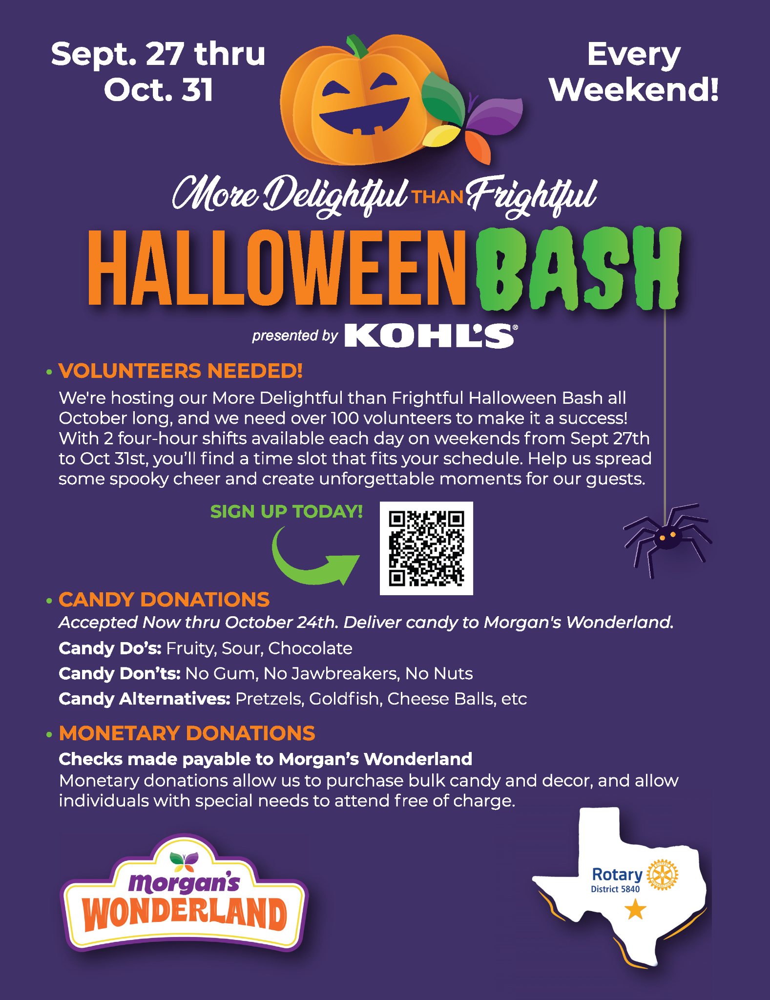 Sept. 27 thru
Oct. 31
Every
Weekend!
More Delightful THAN Frightful
HALLOWEEN BASH
presented by KOHL'S®
• VOLUNTEERS NEEDED!
We're hosting our More Delightful than Frightful Halloween Bash all
October long, and we need over 100 volunteers to make it a success!
With 2 four-hour shifts available each day on weekends from Sept 27th
to Oct 31st, you’ll find a time slot that fits your schedule. Help us spread
some spooky cheer and create unforgettable moments for our guests.
SIGN UP TODAY!
• CANDY DONATIONS
Accepted Now thru October 24th. Deliver candy to Morgan's Wonderland.
Candy Do’s: Fruity, Sour, Chocolate
Candy Don’ts: No Gum, No Jawbreakers, No Nuts
Candy Alternatives: Pretzels, Goldfish, Cheese Balls, etc
• MONETARY DONATIONS
Checks made payable to Morgan’s Wonderland
Monetary donations allow us to purchase bulk candy and decor, and allow
individuals with special needs to attend free of charge.
morgan's
WONDERLAND
Rotary
District 5840
ROTARY
INTERNATIONAL